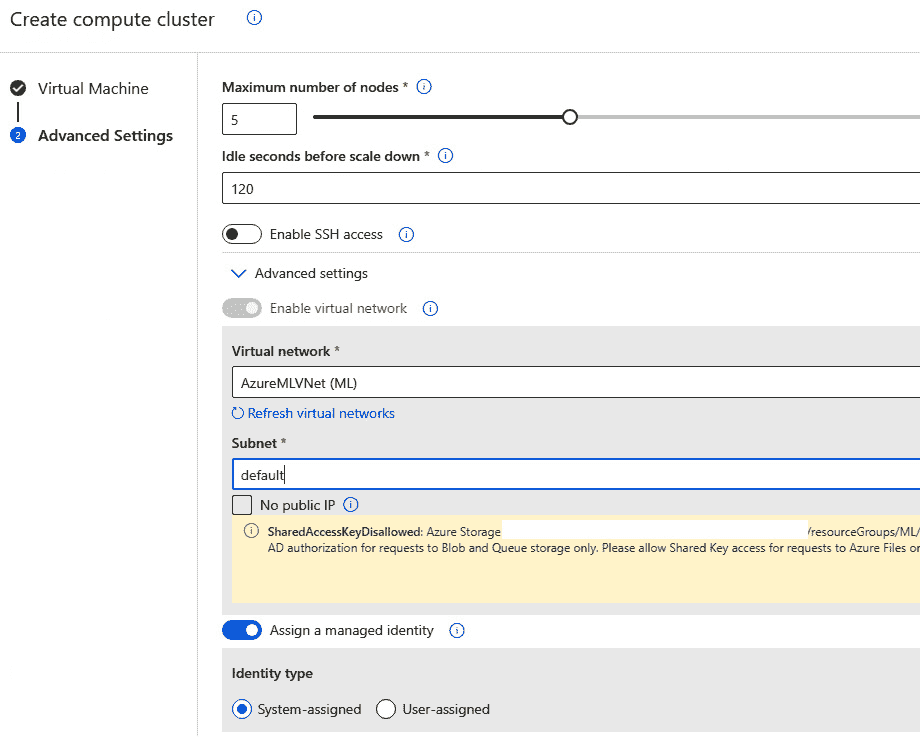 Create compute cluster
Virtual Machine
2 Advanced Settings
Maximum number of nodes *
5
Idle seconds before scale down *
120
Enable SSH access
Advanced settings
Enable virtual network
Virtual network *
AzureMLVNet (ML)
Refresh virtual networks
Subnet *
default
No public IP
SharedAccessKeyDisallowed: Azure Storage /resourceGroups/ML/
AD authorization for requests to Blob and Queue storage only. Please allow Shared Key access for requests to Azure Files or
Assign a managed identity
Identity type
System-assigned User-assigned